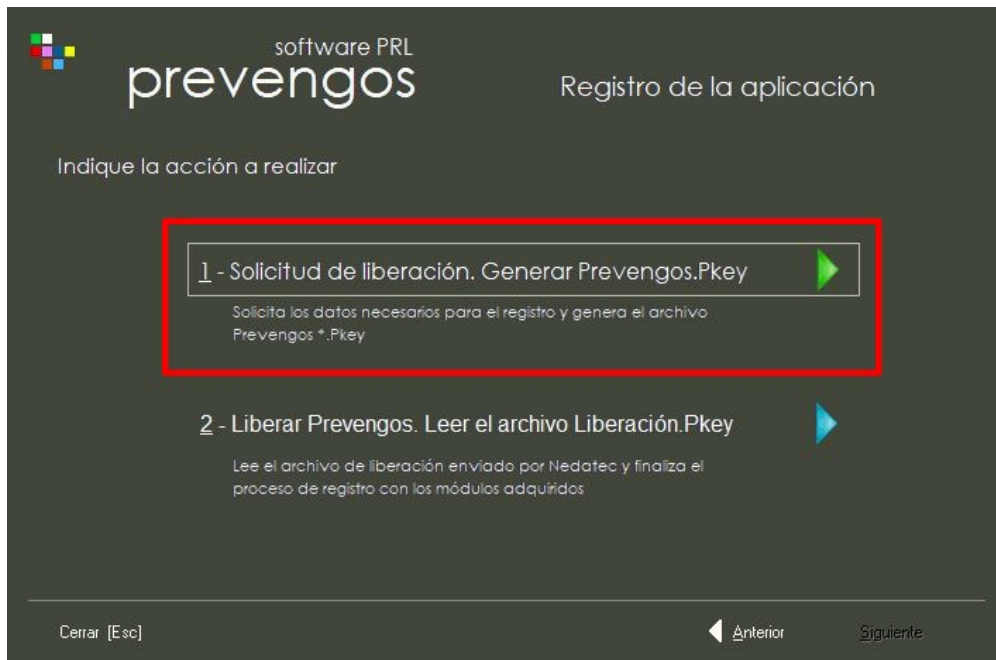 software PRL
prevengos
Registro de la aplicación
Indique la acción a realizar
1 - Solicitud de liberación. Generar Prevengos.Pkey
Solicita los datos necesarios para el registro y genera el archivo
Prevengos *.Pkey
2 - Liberar Prevengos. Leer el archivo Liberación.Pkey
Lee el archivo de liberación enviado por Nedatec y finaliza el
proceso de registro con los módulos adquiridos
Cerrar [Esc]
Anterior
Siguiente